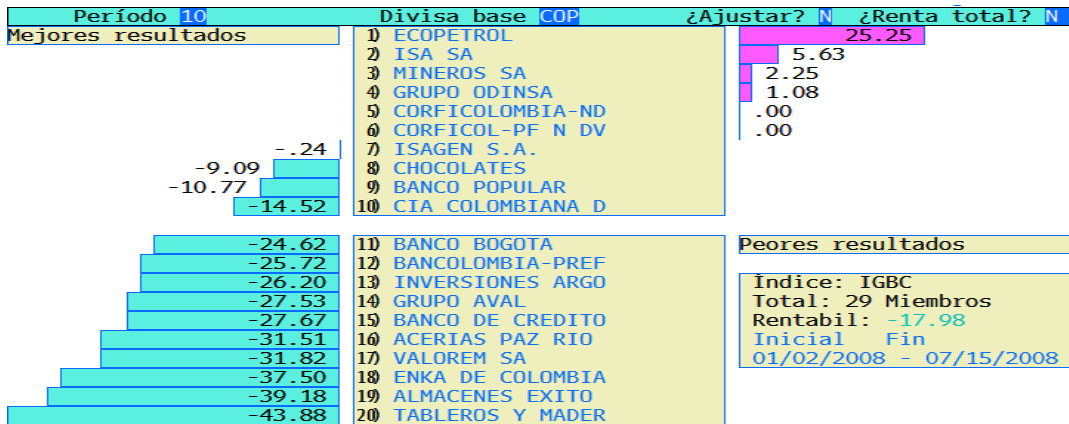 Período 10 Divisa base COP ¿Ajustar? N ¿Renta total? N
Mejores resultados 1) ECOPETROL 25.25
2) ISA SA 5.63
3) MINEROS SA 2.25
4) GRUPO ODINSA 1.08
5) CORFICOLOMBIA-ND .00
6) CORFICOL-PF N DV .00
-.24 7) ISAGEN S.A.
-9.09 8) CHOCOLATES
-10.77 9) BANCO POPULAR
-14.52 10) CIA COLOMBIANA D
-24.62 11) BANCO BOGOTA Peores resultados
-25.72 12) BANCOLOMBIA-PREF
-26.20 13) INVERSIONES ARGO Índice: IGBC
-27.53 14) GRUPO AVAL Total: 29 Miembros
-27.67 15) BANCO DE CREDITO Rentabil: -17.98
-31.51 16) ACERIAS PAZ RIO Inicial Fin
-31.82 17) VALOREM SA 01/02/2008 - 07/15/2008
-37.50 18) ENKA DE COLOMBIA
-39.18 19) ALMACENES EXITO
-43.88 20) TABLEROS Y MADER